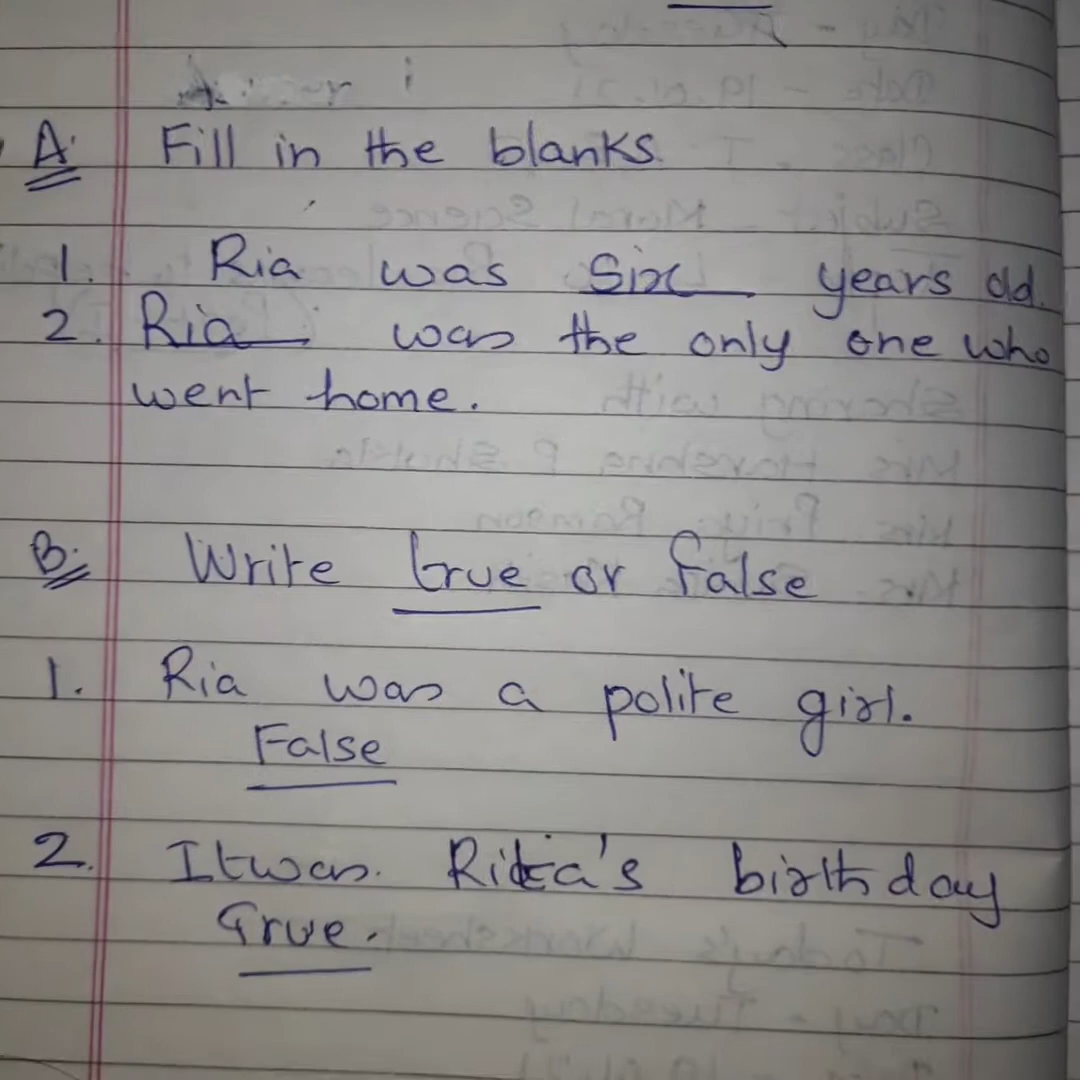 A. Fill in the blanks.
1. Ria was Six years old.
2. Ria was the only one who
went home.
B. Write true or false
1. Ria was a polite girl.
False
2. It was Rita's birthday
True.